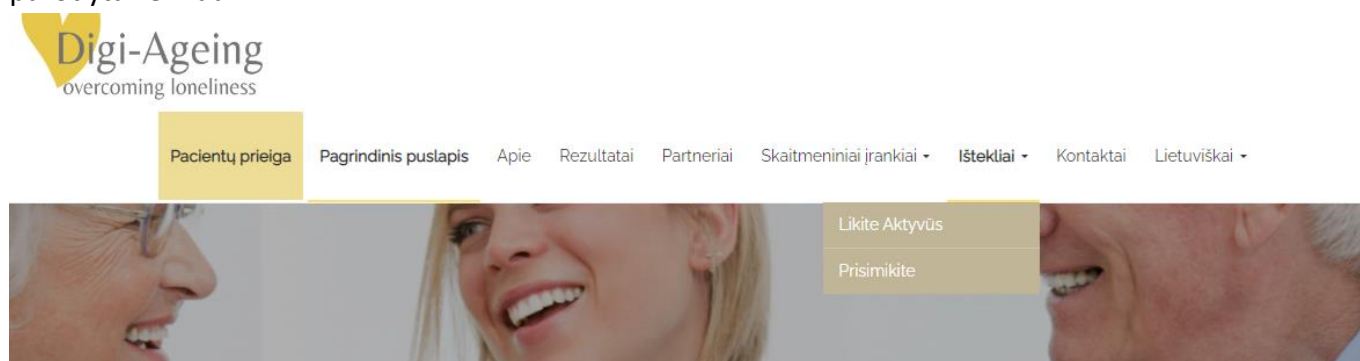 Digi-Ageing
overcoming loneliness
Pacientų prieiga Pagrindinis puslapis Apie Rezultatai Partneriai Skaitmeniniai įrankiai Ištekliai Kontaktai Lietuviškai
Likite Aktyvūs
Prisimikite